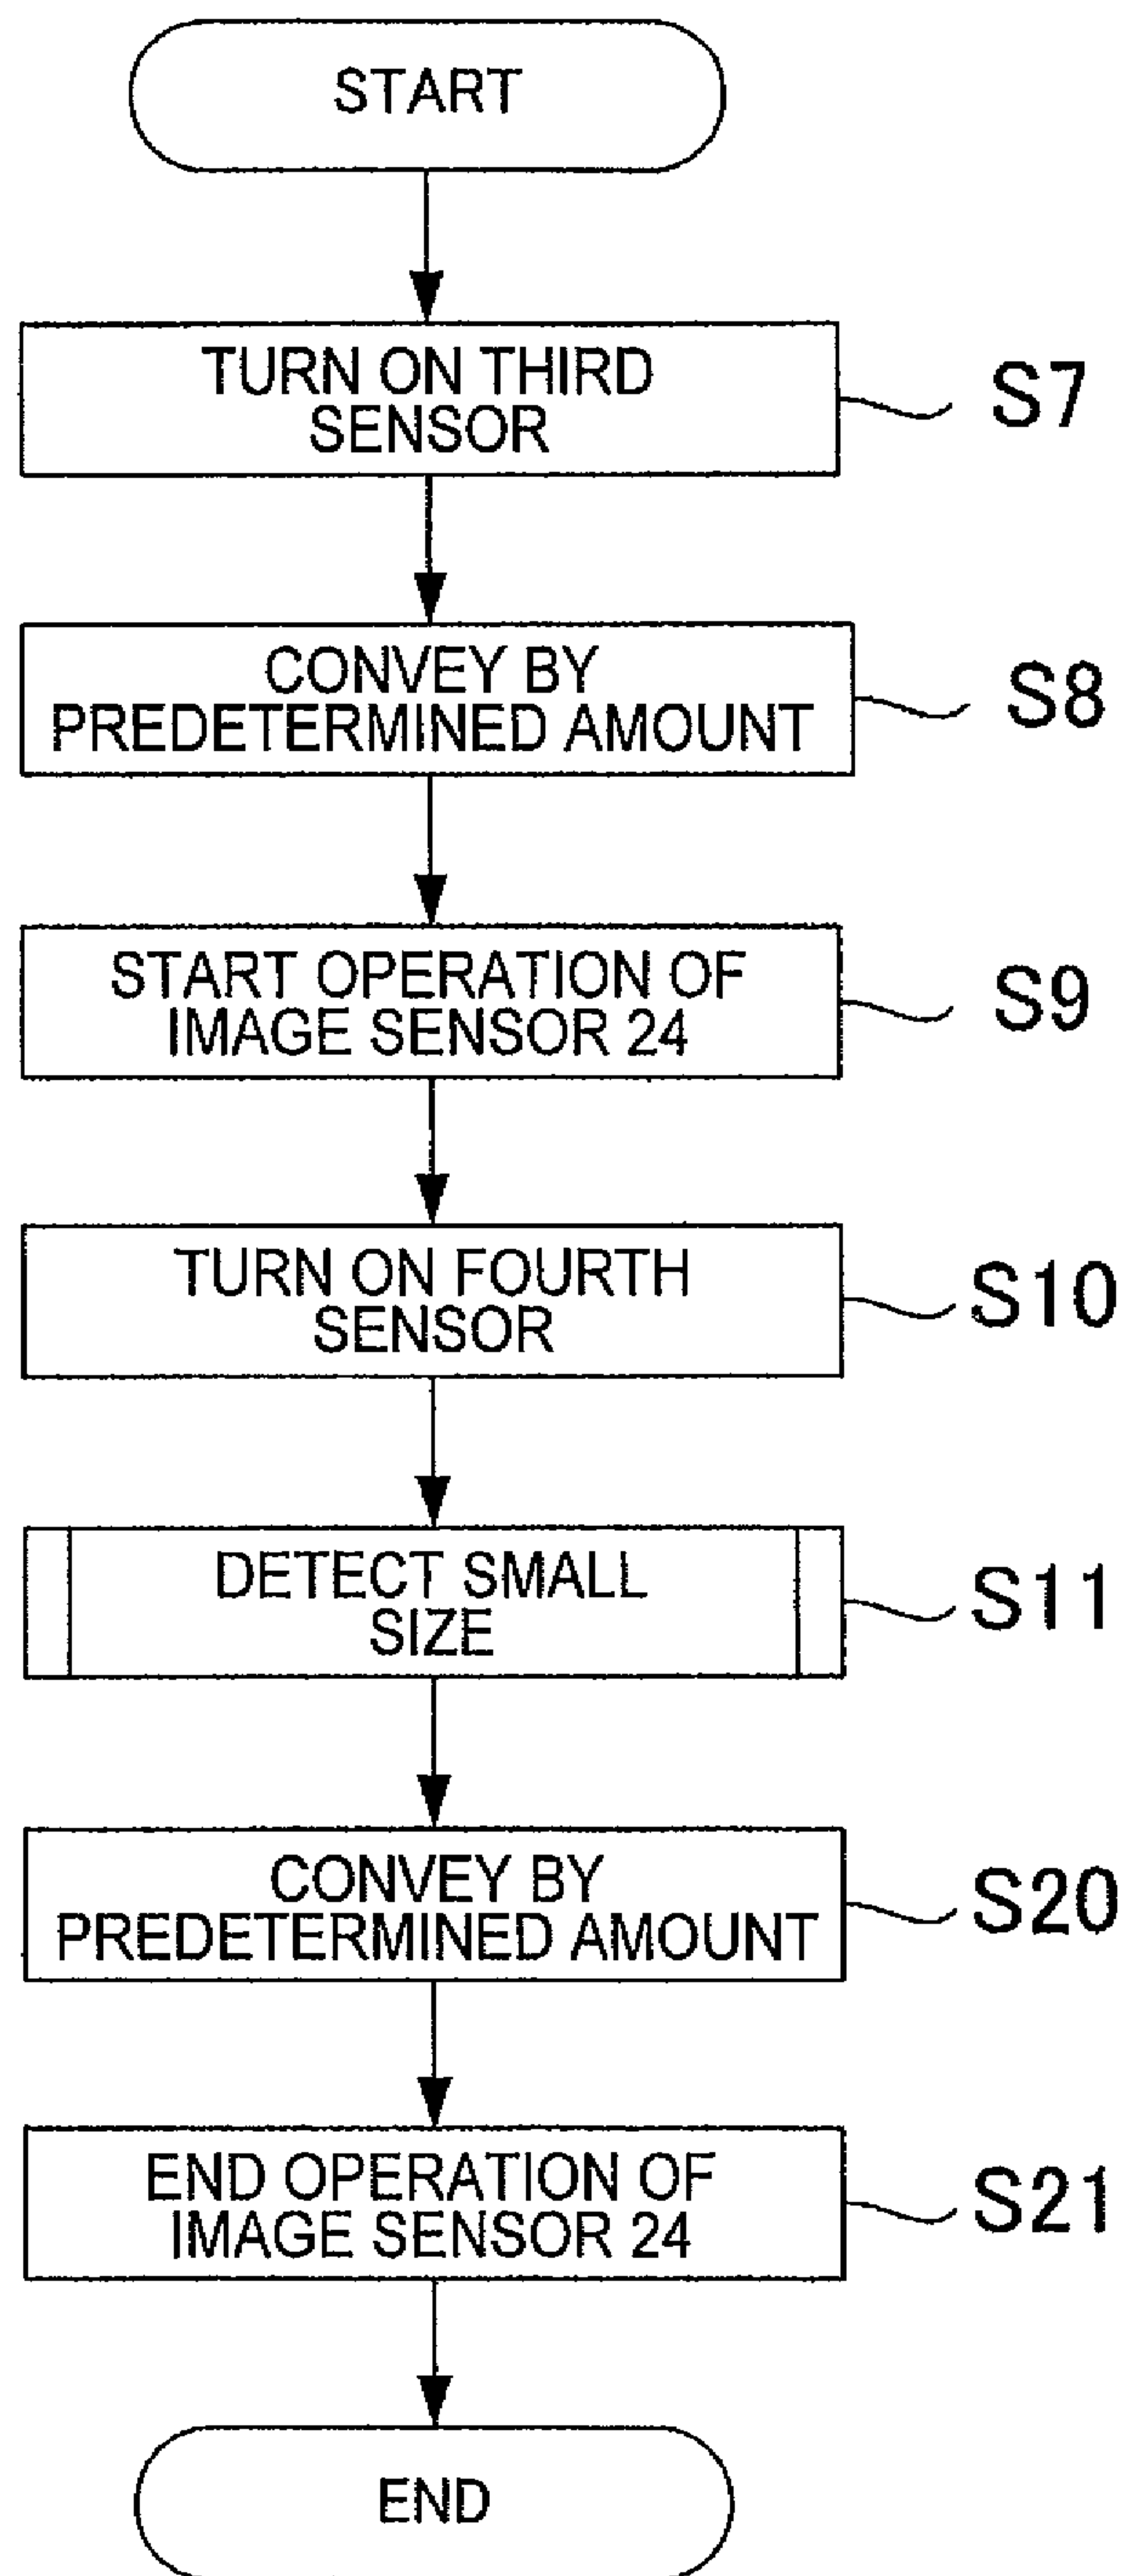 START
TURN ON THIRD
SENSOR
S7
CONVEY BY
PREDETERMINED AMOUNT
S8
START OPERATION OF
IMAGE SENSOR 24
S9
TURN ON FOURTH
SENSOR
S10
DETECT SMALL
SIZE
S11
CONVEY BY
PREDETERMINED AMOUNT
S20
END OPERATION OF
IMAGE SENSOR 24
S21
END